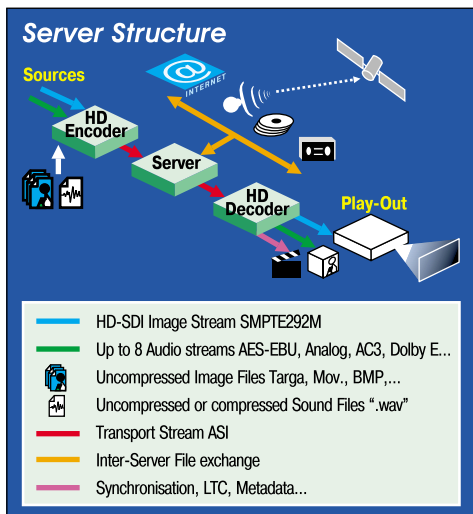 Server Structure
Sources
@
INTERNET
HD
Encoder
Server
HD
Decoder
Play-Out
HD-SDI Image Stream SMPTE292M
Up to 8 Audio streams AES-EBU, Analog, AC3, Dolby E...
Uncompressed Image Files Targa, Mov., BMP,...
Uncompressed or compressed Sound Files “.wav”
Transport Stream ASI
Inter-Server File exchange
Synchronisation, LTC, Metadata...